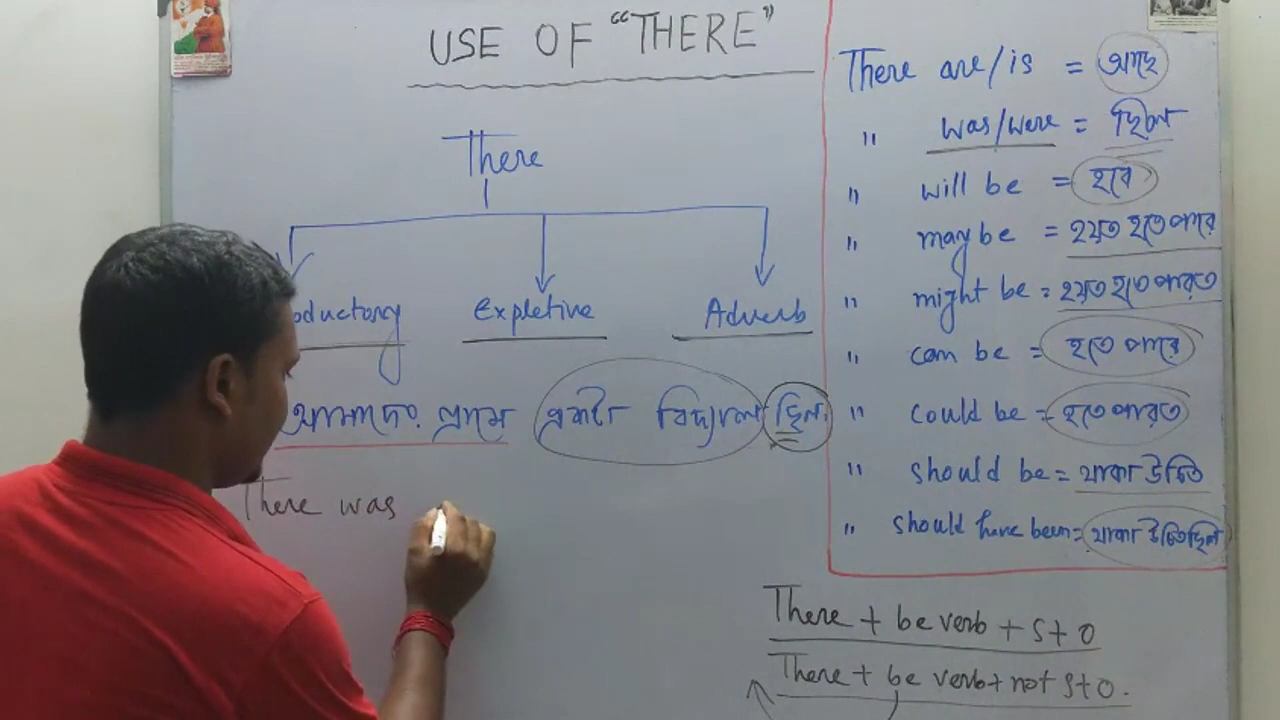 USE OF "THERE"
There
oductory Expletive Adverb
আমাদের গ্রামে একটা বিদ্যালয় ছিল।
There was
There are/is = আছে
" was/were = ছিল
" will be = হবে
" may be = হয়ত হতে পারে
" might be = হয়ত হতে পারত
" can be = হতে পারে
" could be = হতে পারত
" should be = থাকা উচিত
" should have been = থাকা উচিত ছিল
There + be verb + S + O
There + be verb + not S + O.